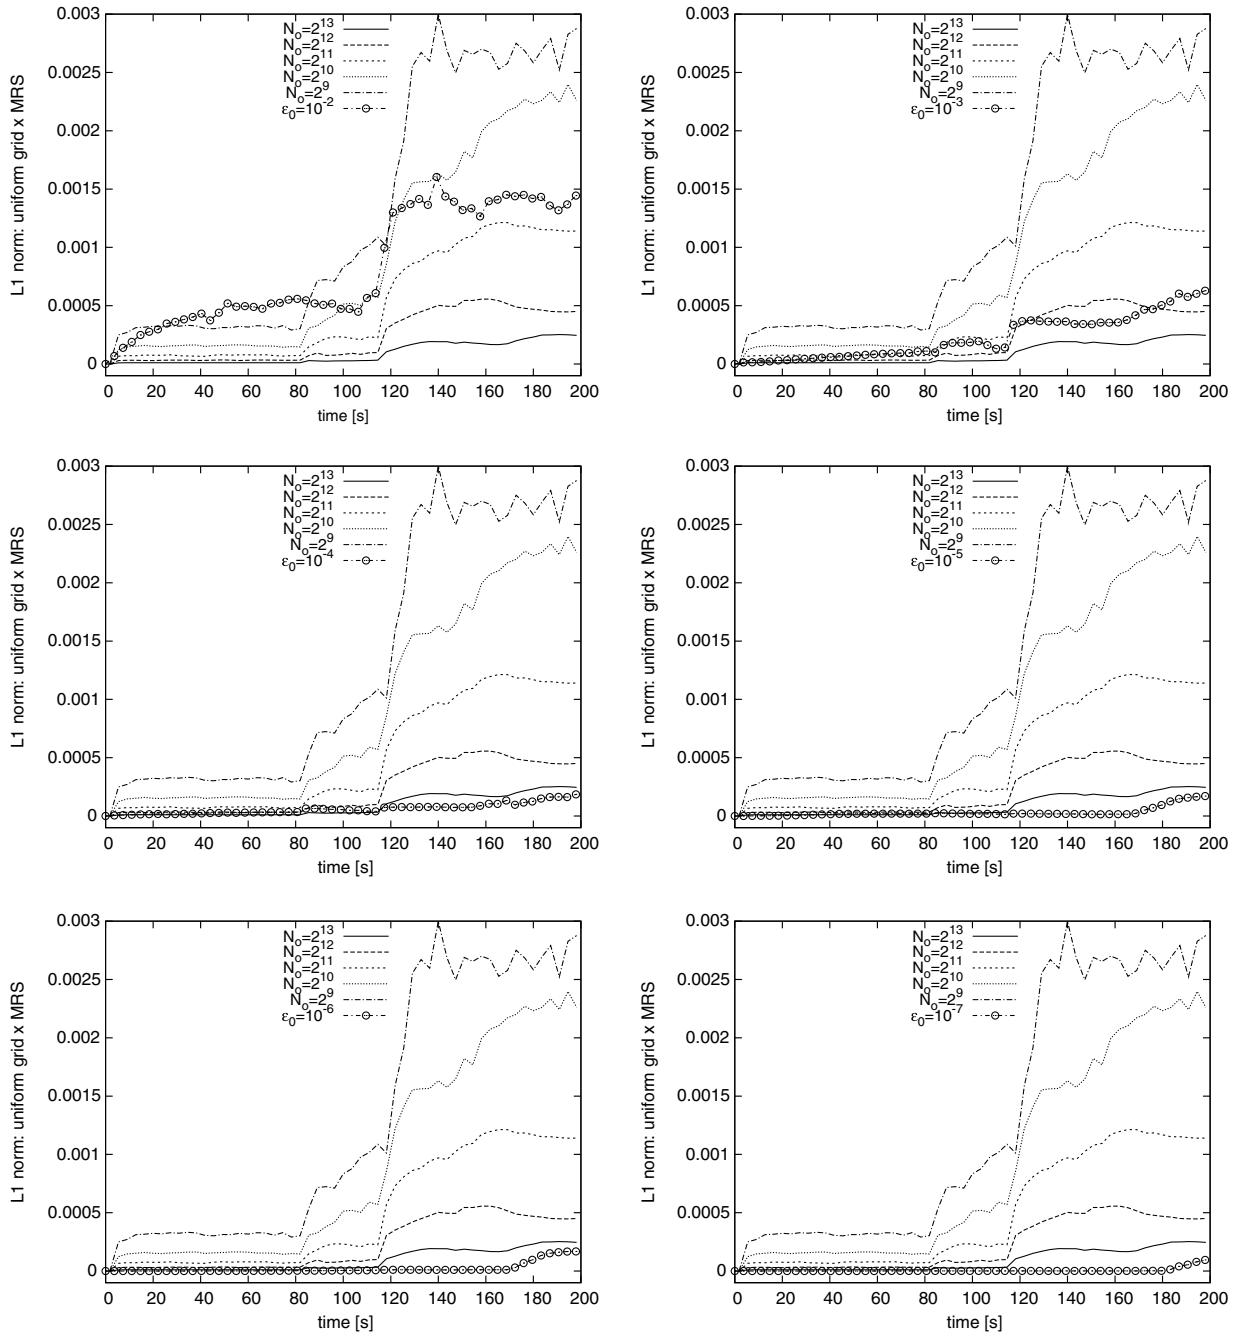 L1 norm: uniform grid x MRS
0.003
0.0025
0.002
0.0015
0.001
0.0005
0
N₀=2¹³
N₀=2¹²
N₀=2¹¹
N₀=2¹⁰
N₀=2⁹
ε₀=10⁻²
0 20 40 60 80 100 120 140 160 180 200
time [s]
L1 norm: uniform grid x MRS
0.003
0.0025
0.002
0.0015
0.001
0.0005
0
N₀=2¹³
N₀=2¹²
N₀=2¹¹
N₀=2¹⁰
N₀=2⁹
ε₀=10⁻³
0 20 40 60 80 100 120 140 160 180 200
time [s]
L1 norm: uniform grid x MRS
0.003
0.0025
0.002
0.0015
0.001
0.0005
0
N₀=2¹³
N₀=2¹²
N₀=2¹¹
N₀=2¹⁰
N₀=2⁹
ε₀=10⁻⁴
0 20 40 60 80 100 120 140 160 180 200
time [s]
L1 norm: uniform grid x MRS
0.003
0.0025
0.002
0.0015
0.001
0.0005
0
N₀=2¹³
N₀=2¹²
N₀=2¹¹
N₀=2¹⁰
N₀=2⁹
ε₀=10⁻⁵
0 20 40 60 80 100 120 140 160 180 200
time [s]
L1 norm: uniform grid x MRS
0.003
0.0025
0.002
0.0015
0.001
0.0005
0
N₀=2¹³
N₀=2¹²
N₀=2¹¹
N₀=2¹⁰
N₀=2⁹
ε₀=10⁻⁶
0 20 40 60 80 100 120 140 160 180 200
time [s]
L1 norm: uniform grid x MRS
0.003
0.0025
0.002
0.0015
0.001
0.0005
0
N₀=2¹³
N₀=2¹²
N₀=2¹¹
N₀=2¹⁰
N₀=2⁹
ε₀=10⁻⁷
0 20 40 60 80 100 120 140 160 180 200
time [s]